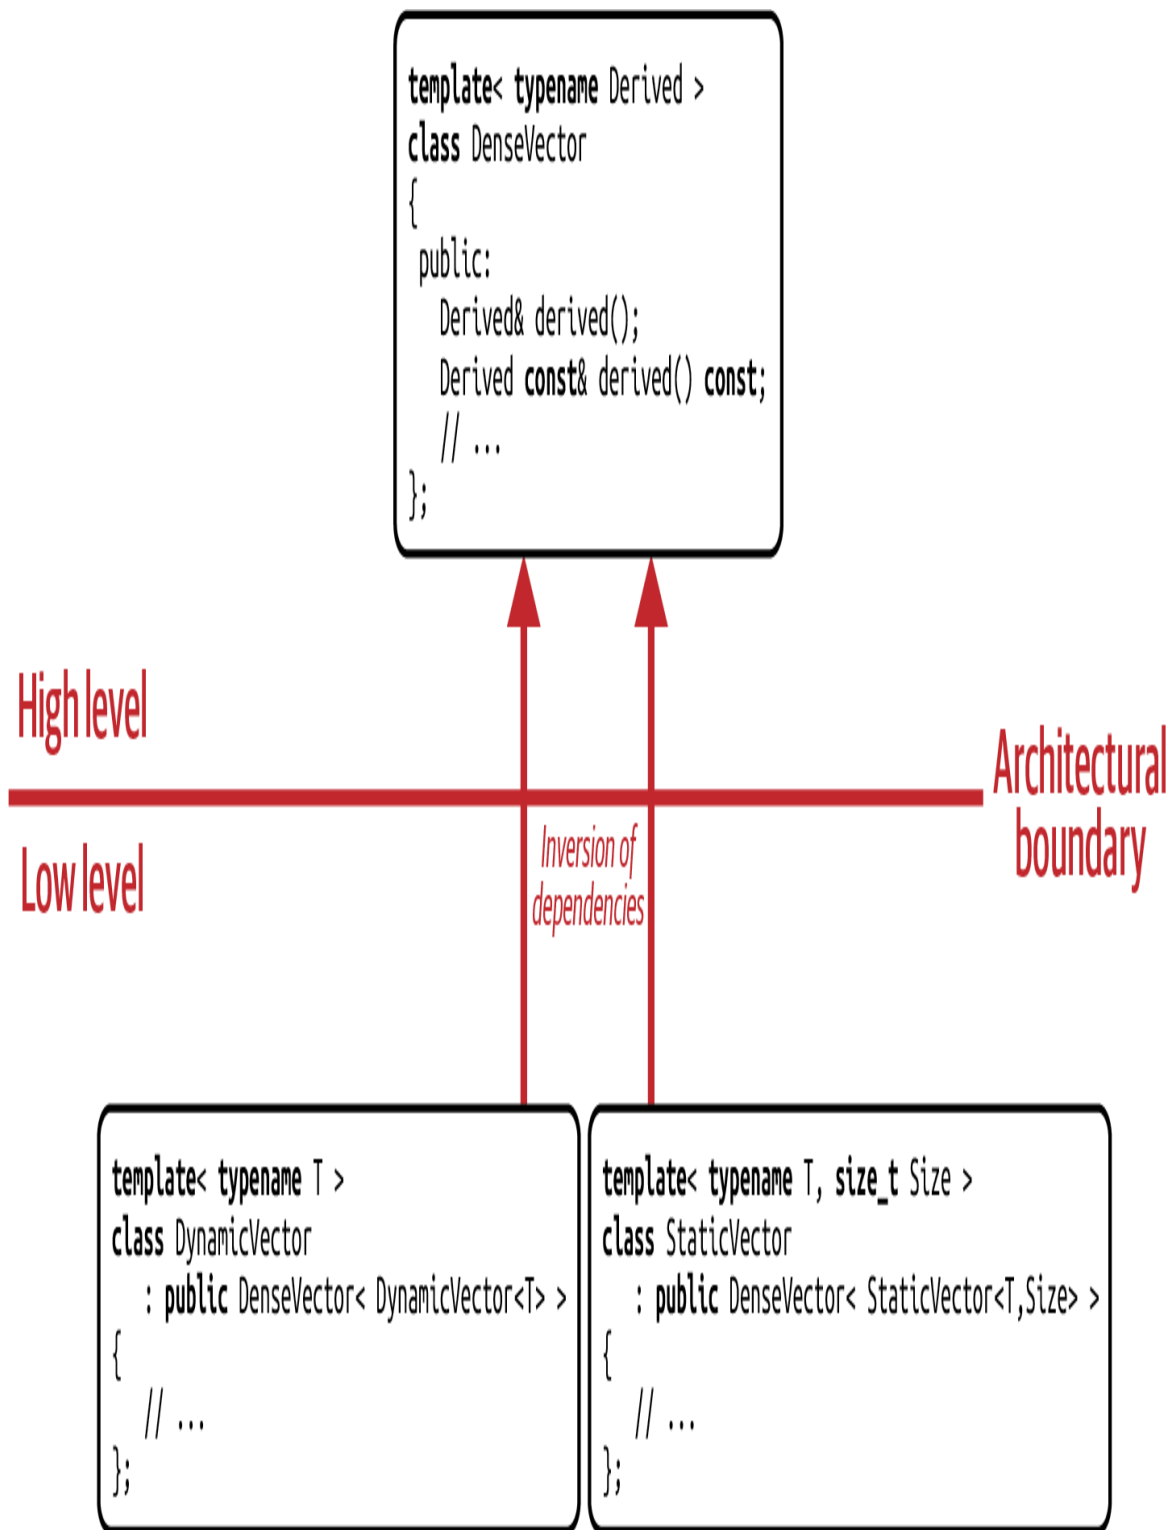 template< typename Derived >
class DenseVector
{
 public:
   Derived& derived();
   Derived const& derived() const;
   // ...
};
High level
Architectural
boundary
Low level
Inversion of
dependencies
template< typename T >
class DynamicVector
   : public DenseVector< DynamicVector<T> >
{
   // ...
};
template< typename T, size_t Size >
class StaticVector
   : public DenseVector< StaticVector<T,Size> >
{
   // ...
};